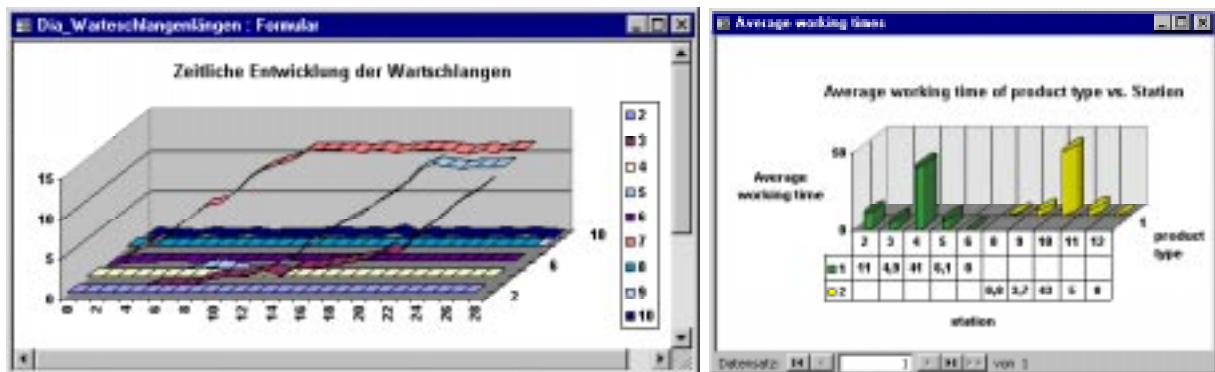 Dia_Warteschlangenlängen : Formular
Zeitliche Entwicklung der Wartschlangen
15
10
5
0
0 2 4 6 8 10 12 14 16 18 20 22 24 26 28
2
6
10
2
3
4
5
6
7
8
9
10
Average working times
Average working time of product type vs. Station
Average
working time
50
0
2 3 4 5 6 8 9 10 11 12
1 11 4,9 41 6,1 0
2 0,8 3,7 43 5 0
1
product
type
station
Datensatz: 1 von 1